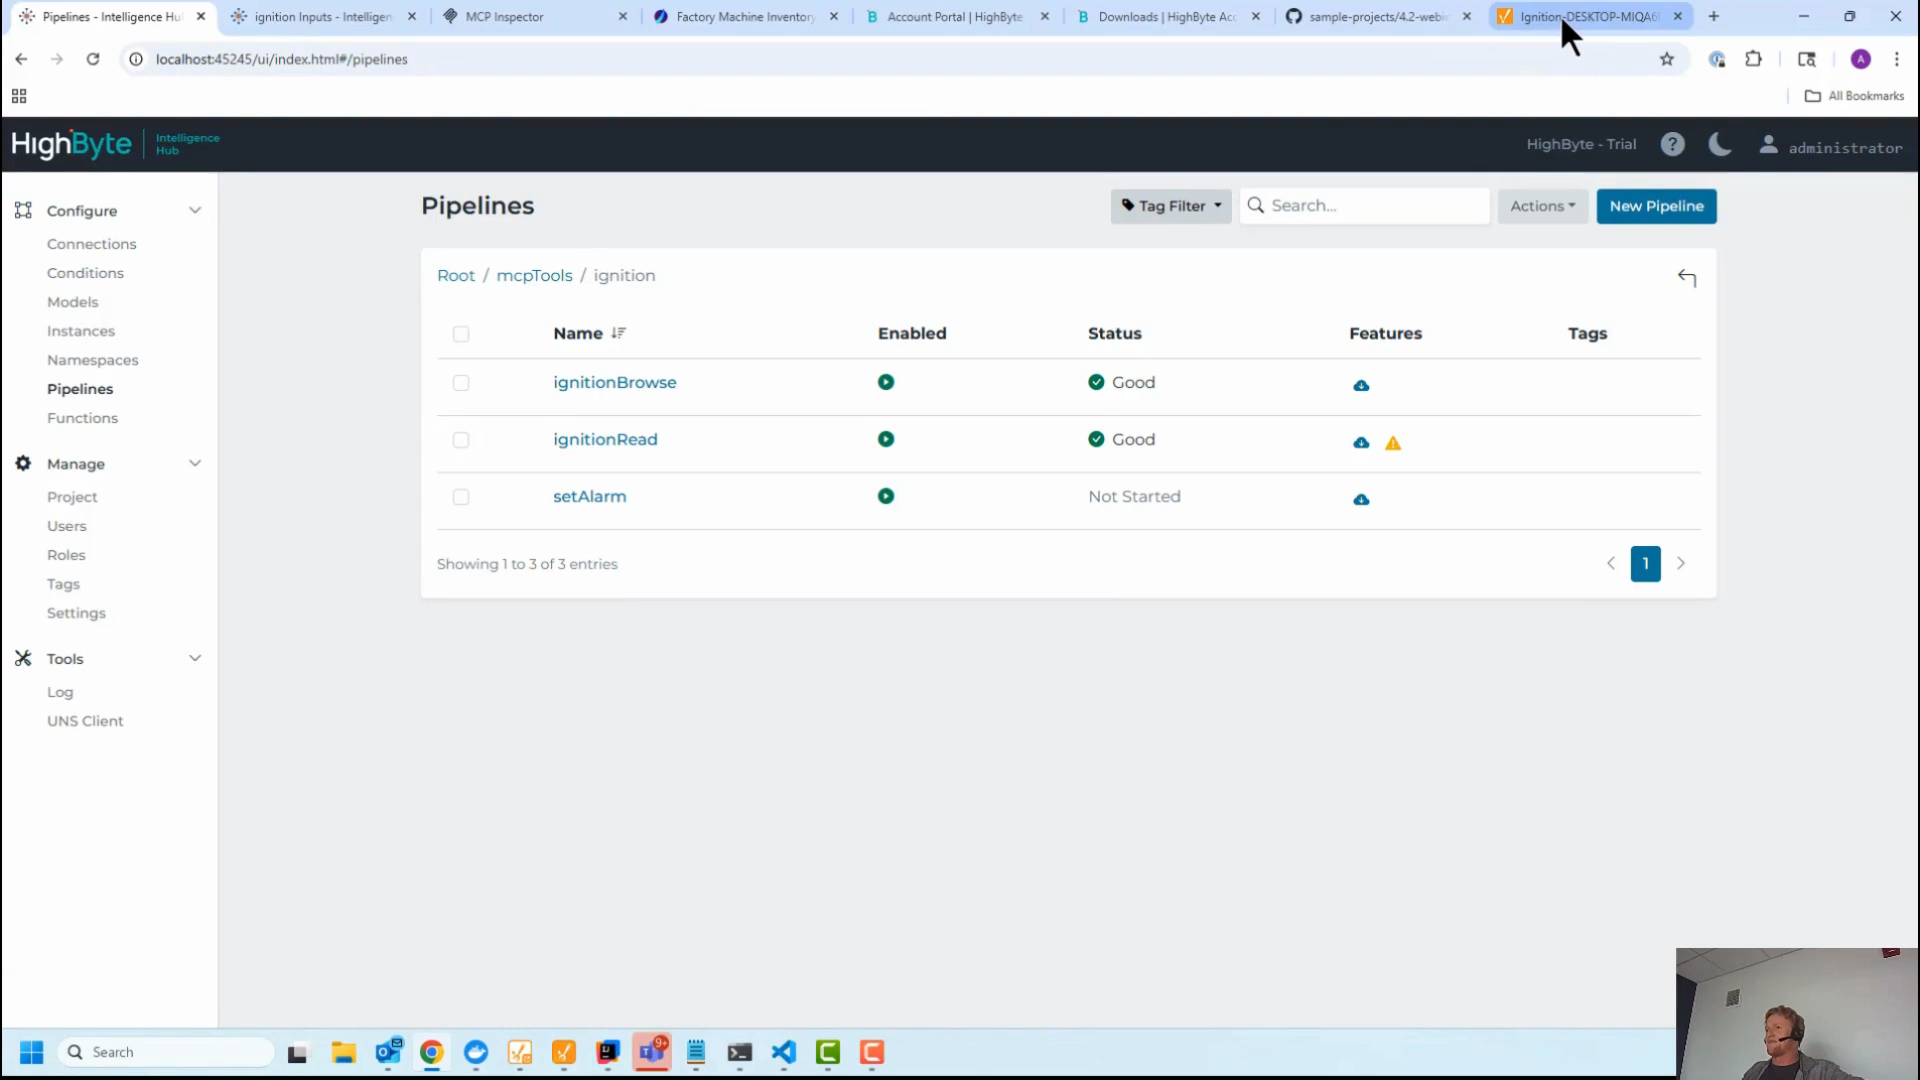 Pipelines - Intelligence Hu
ignition Inputs - Intelligen
MCP Inspector
Factory Machine Inventory
Account Portal | HighByte
Downloads | HighByte Acc
sample-projects/4.2-webi
Ignition-DESKTOP-MIQA6
localhost:45245/ui/index.html#/pipelines
A
All Bookmarks
HighByte
Intelligence
Hub
HighByte - Trial
?
administrator
Configure
Connections
Conditions
Models
Instances
Namespaces
Pipelines
Functions
Manage
Project
Users
Roles
Tags
Settings
Tools
Log
UNS Client
Pipelines
Tag Filter
Search...
Actions
New Pipeline
Root / mcpTools / ignition
Name Enabled Status Features Tags
ignitionBrowse Good
ignitionRead Good
setAlarm Not Started
Showing 1 to 3 of 3 entries
1
Search
9+